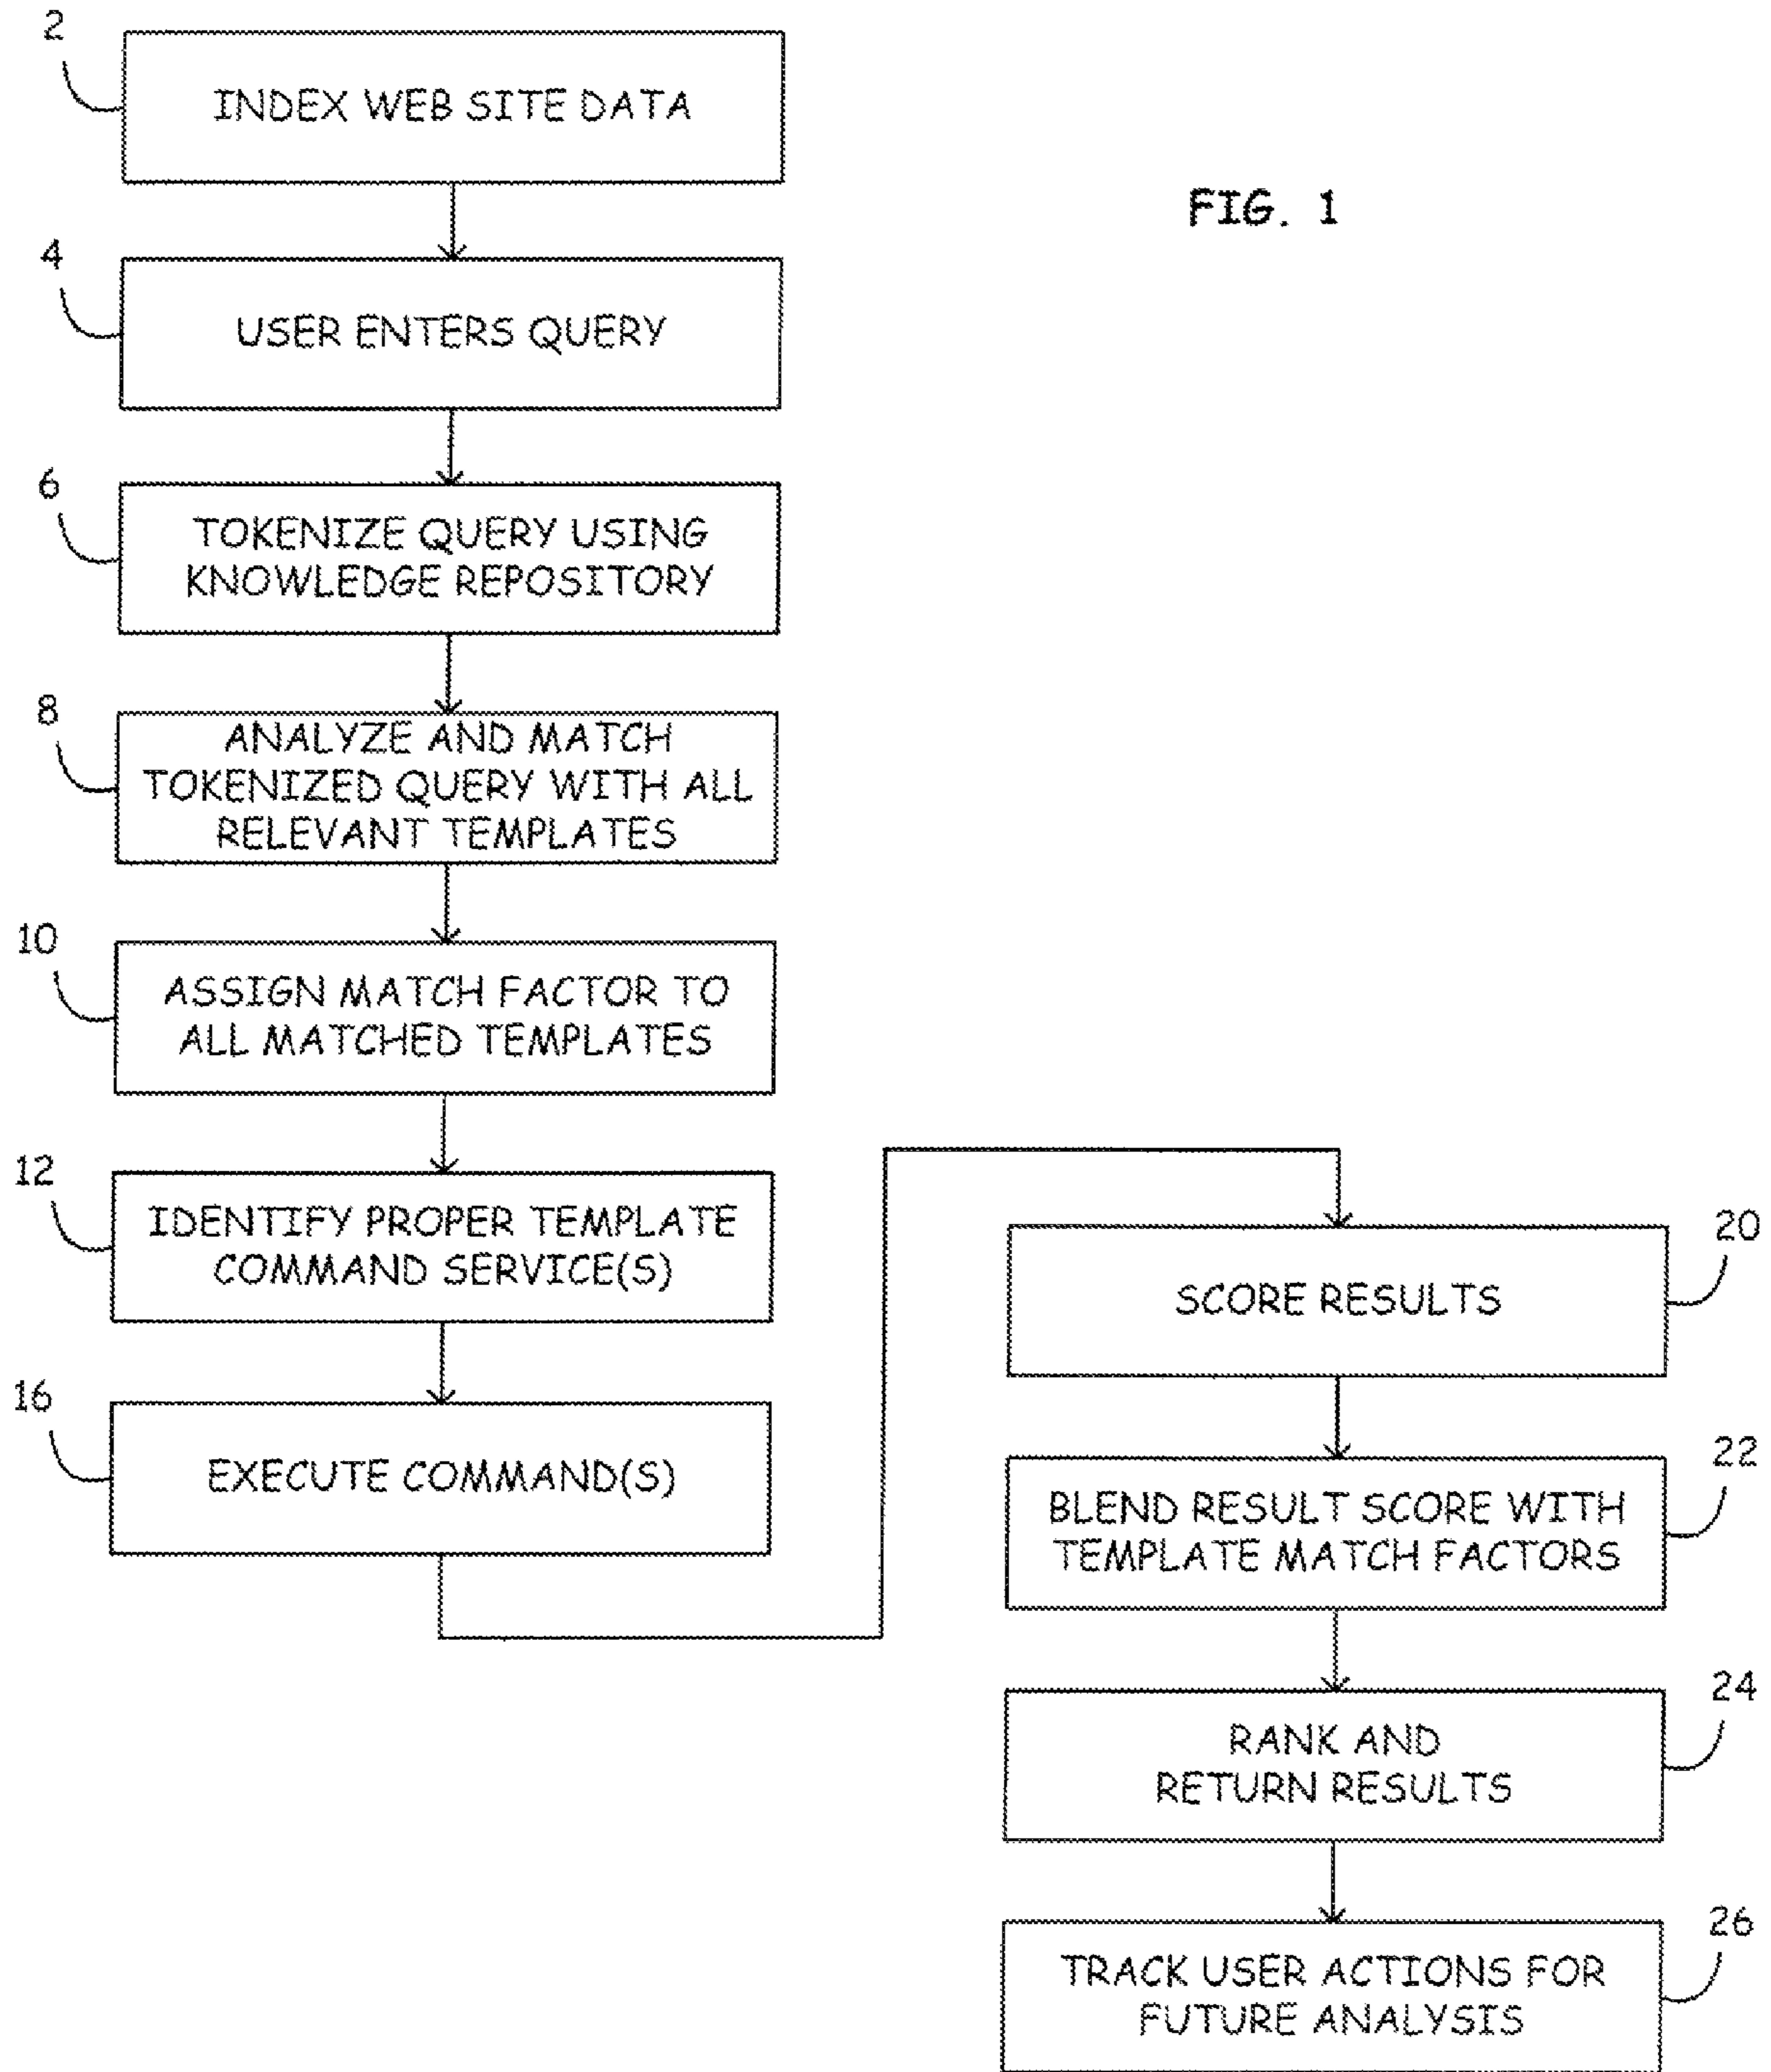 2
INDEX WEB SITE DATA
FIG. 1
4
USER ENTERS QUERY
6
TOKENIZE QUERY USING
KNOWLEDGE REPOSITORY
8
ANALYZE AND MATCH
TOKENIZED QUERY WITH ALL
RELEVANT TEMPLATES
10
ASSIGN MATCH FACTOR TO
ALL MATCHED TEMPLATES
12
IDENTIFY PROPER TEMPLATE
COMMAND SERVICE(S)
16
EXECUTE COMMAND(S)
20
SCORE RESULTS
22
BLEND RESULT SCORE WITH
TEMPLATE MATCH FACTORS
24
RANK AND
RETURN RESULTS
26
TRACK USER ACTIONS FOR
FUTURE ANALYSIS